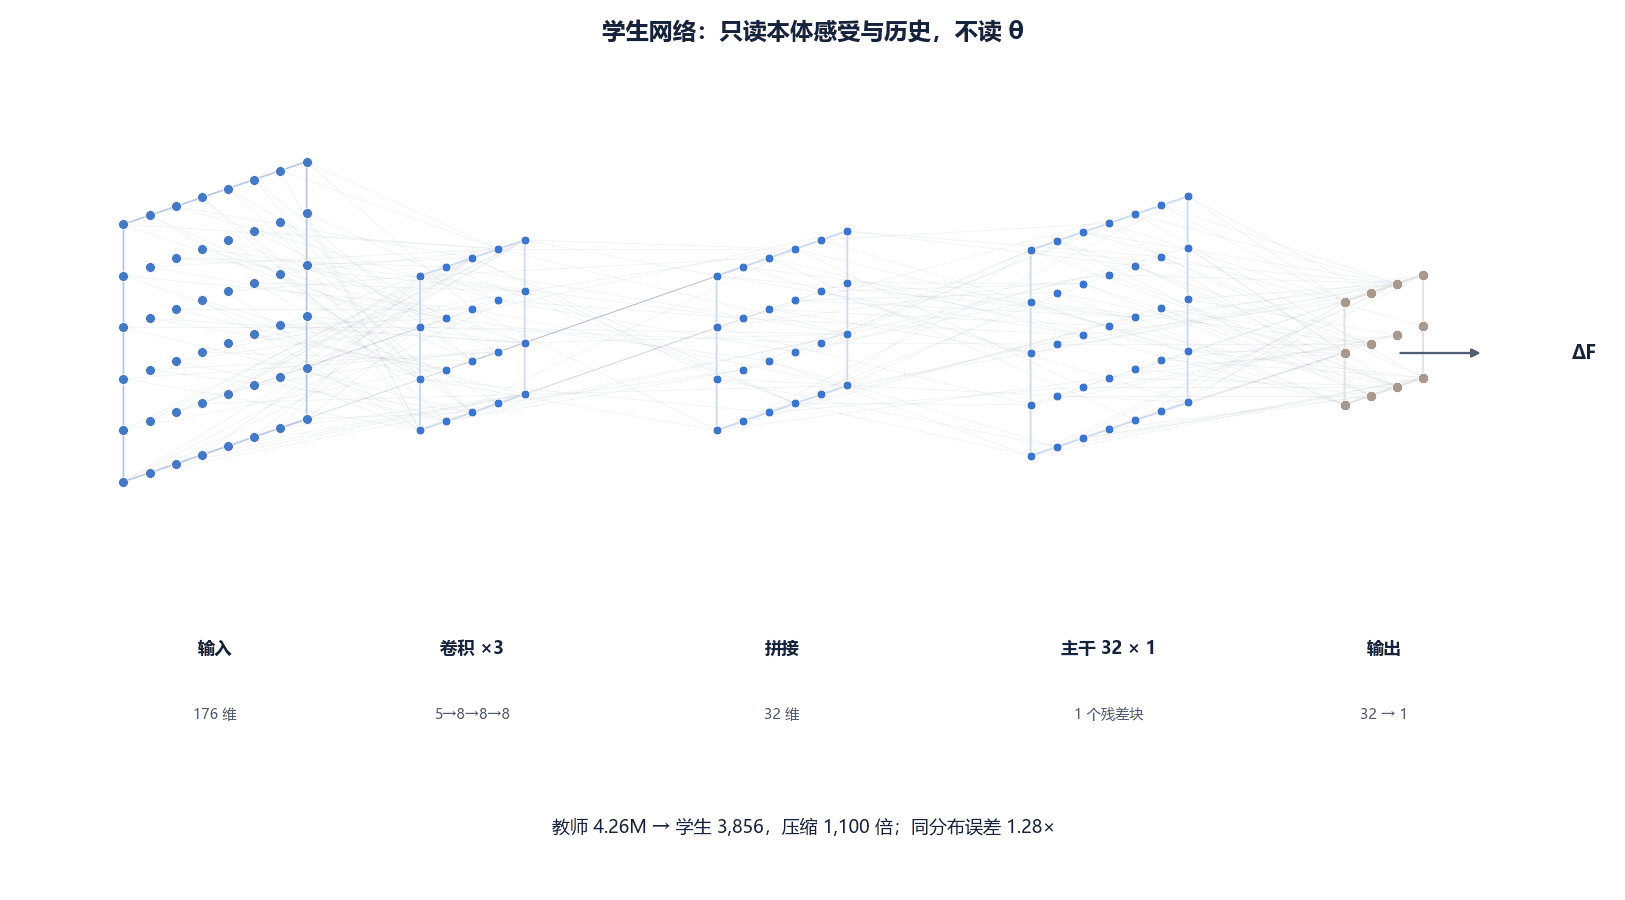 学生网络：只读本体感受与历史，不读 θ
ΔF
输入
卷积 ×3
拼接
主干 32 × 1
输出
176 维
5→8→8→8
32 维
1 个残差块
32 → 1
教师 4.26M → 学生 3,856，压缩 1,100 倍；同分布误差 1.28×